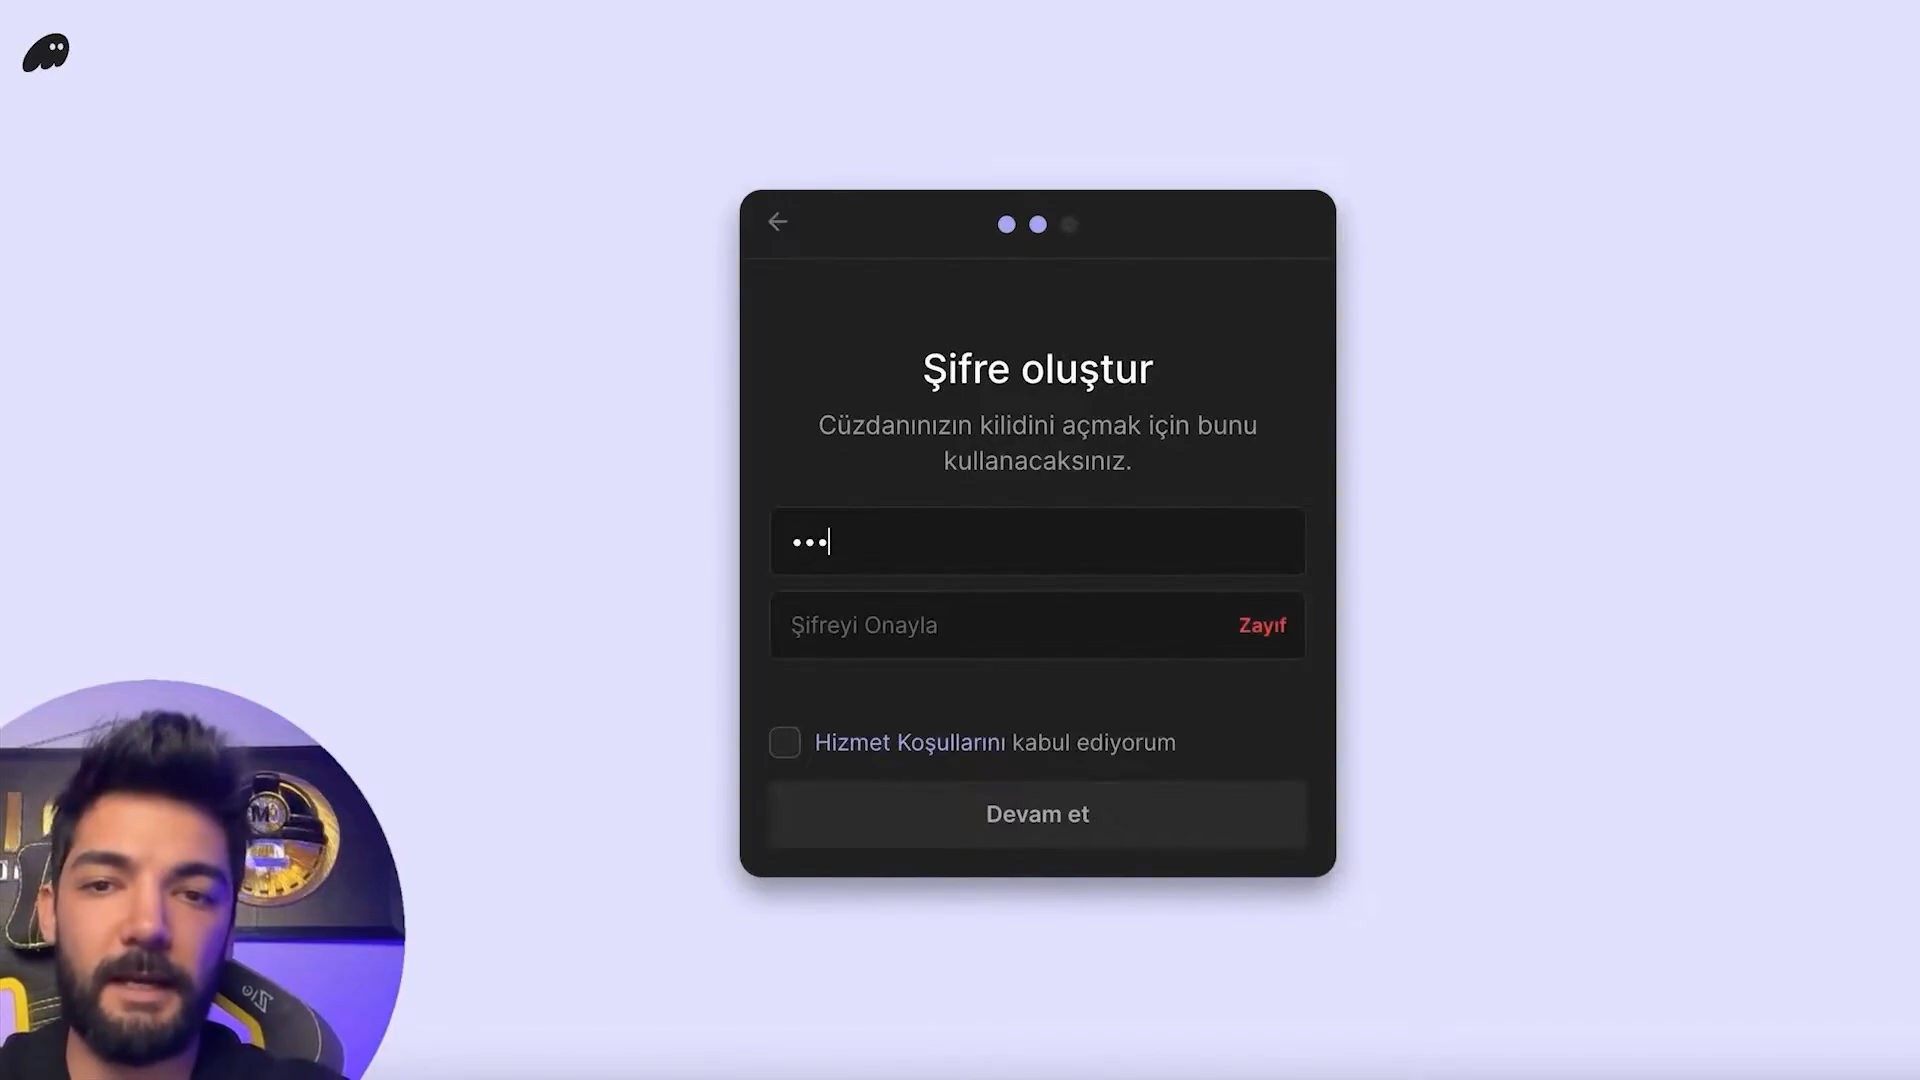 Şifre oluştur
Cüzdanınızın kilidini açmak için bunu
kullanacaksınız.
Şifreyi Onayla
Zayıf
Hizmet Koşullarını kabul ediyorum
Devam et